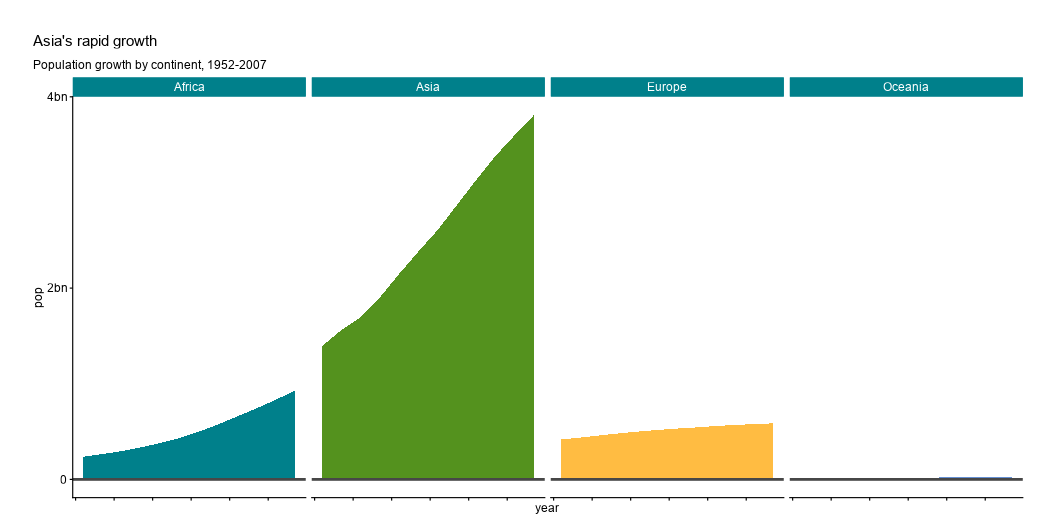 Asia's rapid growth
Population growth by continent, 1952-2007
Africa
Asia
Europe
Oceania
4bn
2bn
0
pop
year